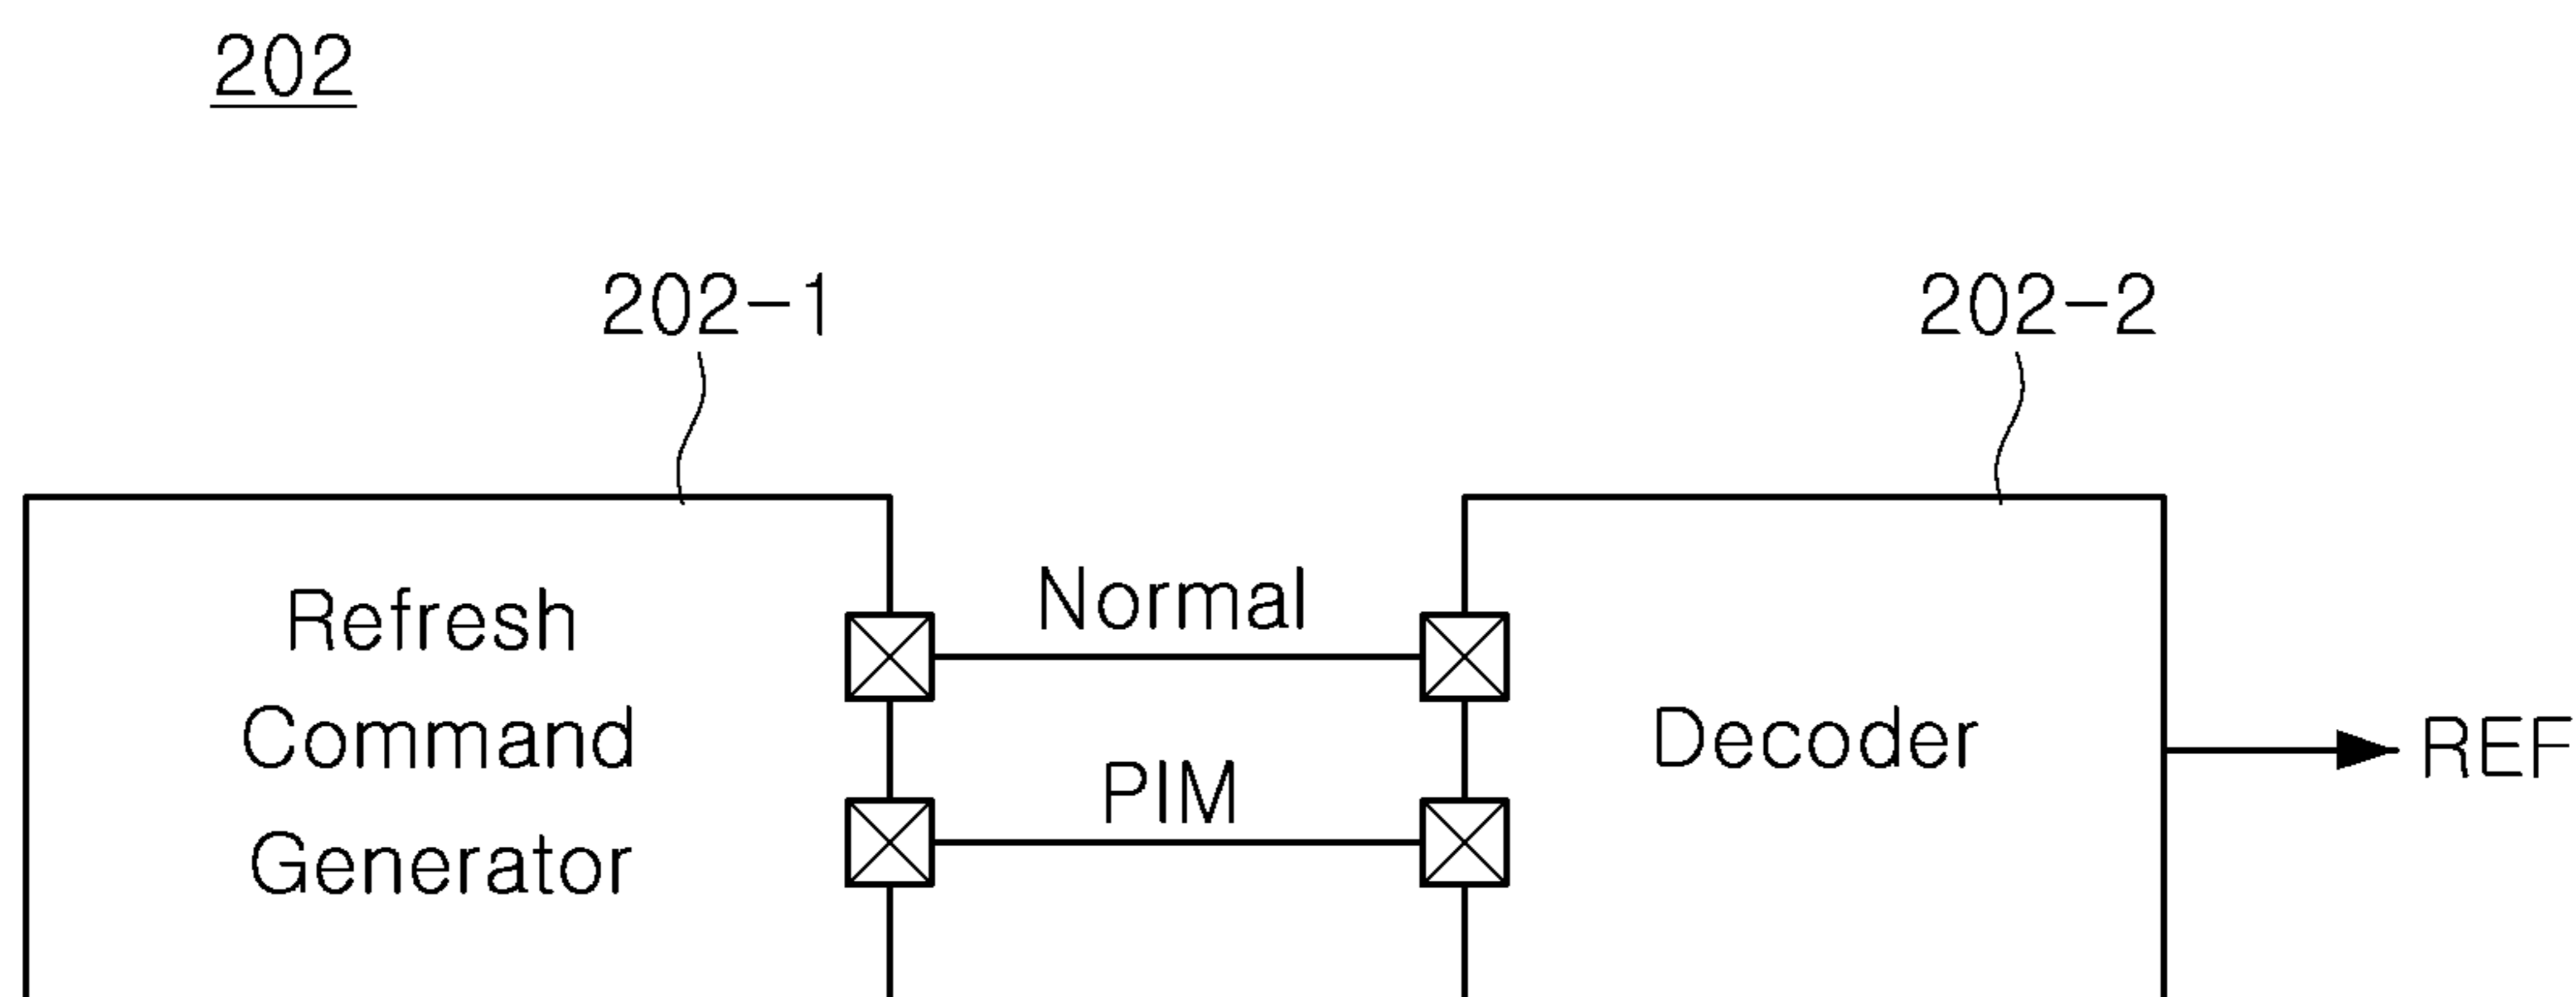 202
202-1
202-2
Refresh
Command
Generator
Normal
PIM
Decoder
REF